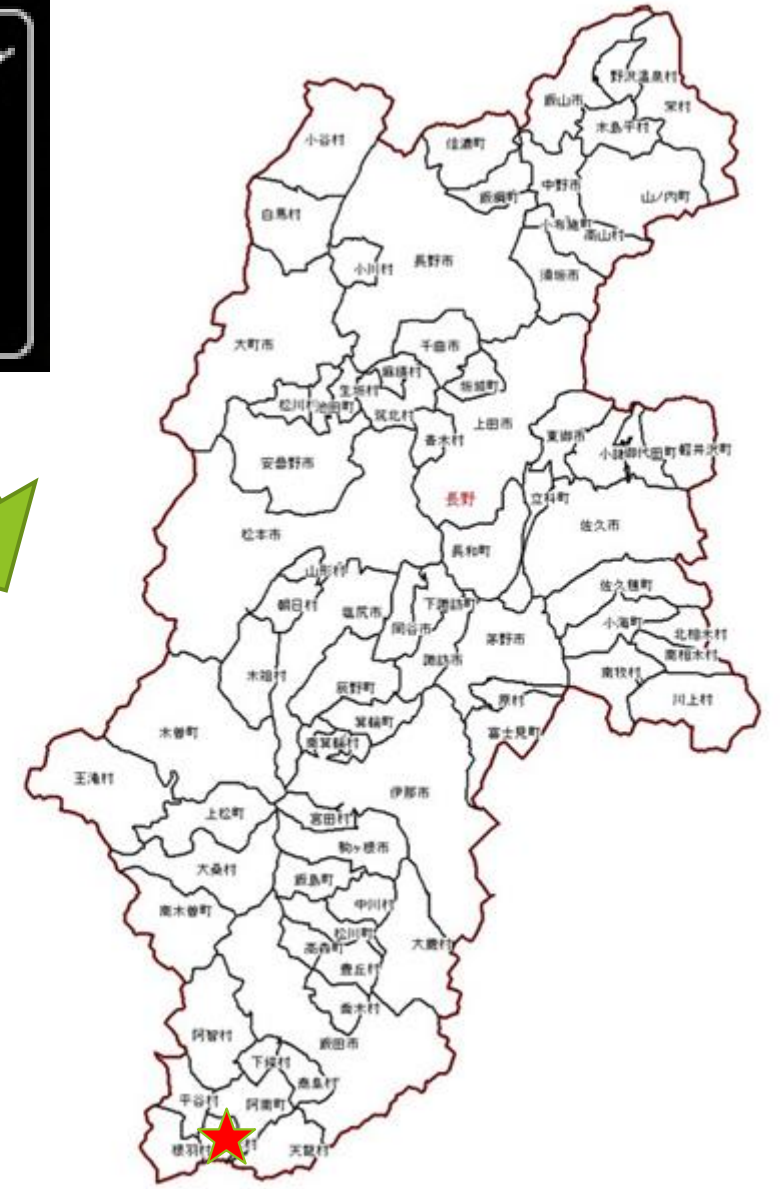 野沢温泉村
飯山市
栄村
木島平村
小谷村
信濃町
中野市
飯綱町
山ノ内町
白馬村
小布施町
高山村
長野市
小川村
須坂市
大町市
千曲市
麻績村
坂城町
生坂村
松川村
池田町
筑北村
青木村
上田市
東御市
小諸
御代田町
軽井沢町
安曇野市
長野
立科町
佐久市
松本市
長和町
山形村
朝日村
塩尻市
下諏訪町
岡谷市
佐久穂町
小海町
北相木村
南相木村
茅野市
諏訪市
木祖村
辰野町
原村
南牧村
川上村
箕輪町
木曽町
南箕輪村
富士見町
王滝村
上松町
宮田村
伊那市
駒ヶ根市
大桑村
飯島町
中川村
南木曽町
松川町
高森町
大鹿村
豊丘村
喬木村
阿智村
飯田市
下條村
泰阜村
平谷村
阿南町
根羽村
村
天龍村